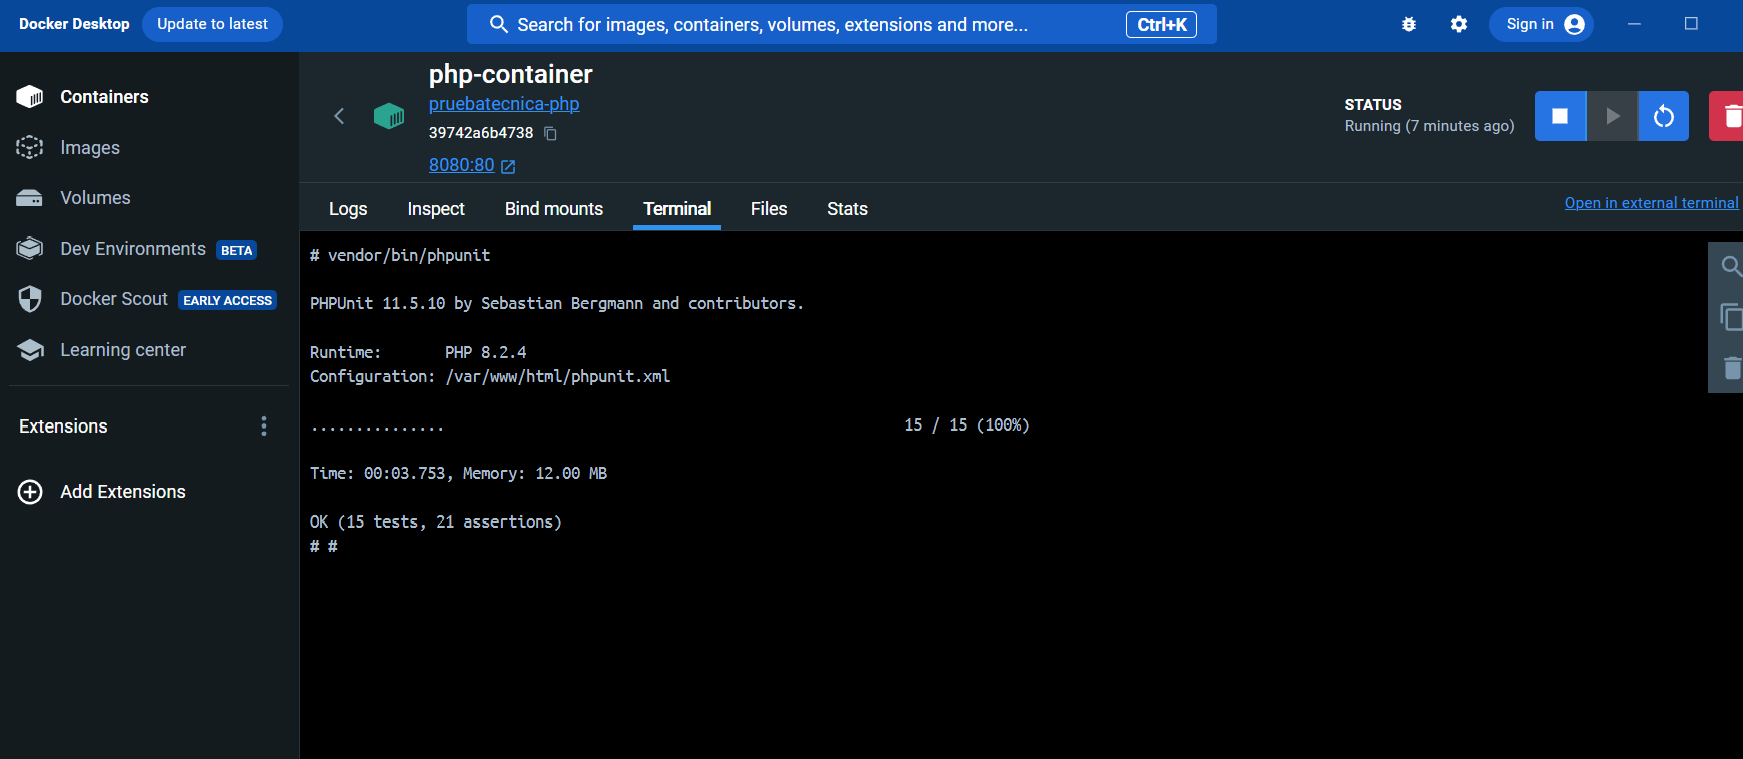 Docker Desktop
Update to latest
Search for images, containers, volumes, extensions and more...
Ctrl+K
Sign in
Containers
Images
Volumes
Dev Environments BETA
Docker Scout EARLY ACCESS
Learning center
Extensions
Add Extensions
php-container
pruebatecnica-php
39742a6b4738
8080:80
STATUS
Running (7 minutes ago)
Logs Inspect Bind mounts Terminal Files Stats
Open in external terminal
# vendor/bin/phpunit
PHPUnit 11.5.10 by Sebastian Bergmann and contributors.
Runtime:       PHP 8.2.4
Configuration: /var/www/html/phpunit.xml
...............                                                   15 / 15 (100%)
Time: 00:03.753, Memory: 12.00 MB
OK (15 tests, 21 assertions)
# #